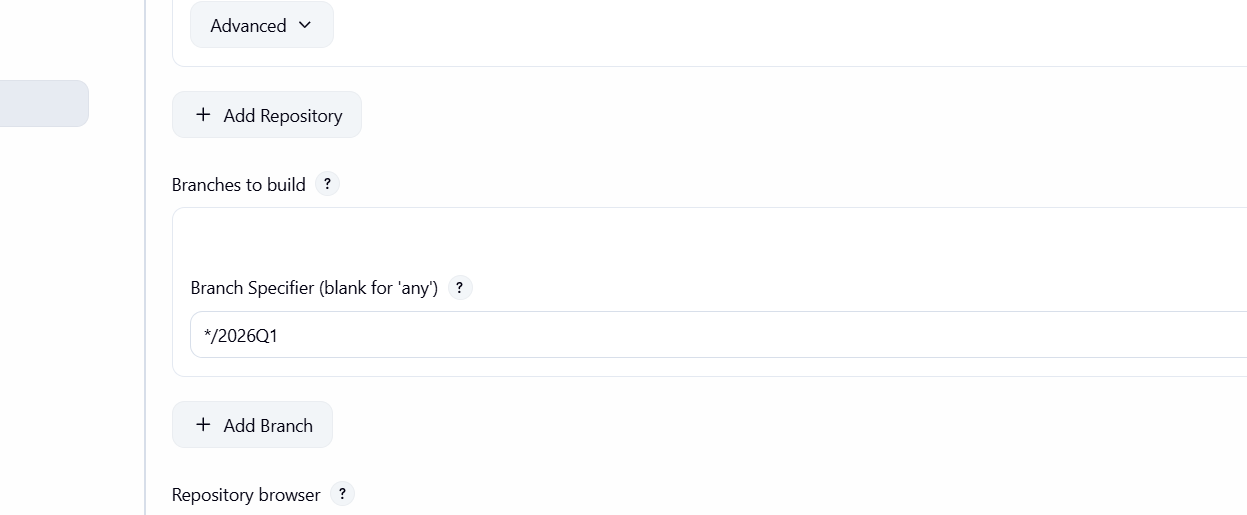 Advanced
+ Add Repository
Branches to build ?
Branch Specifier (blank for 'any') ?
*/2026Q1
+ Add Branch
Repository browser ?